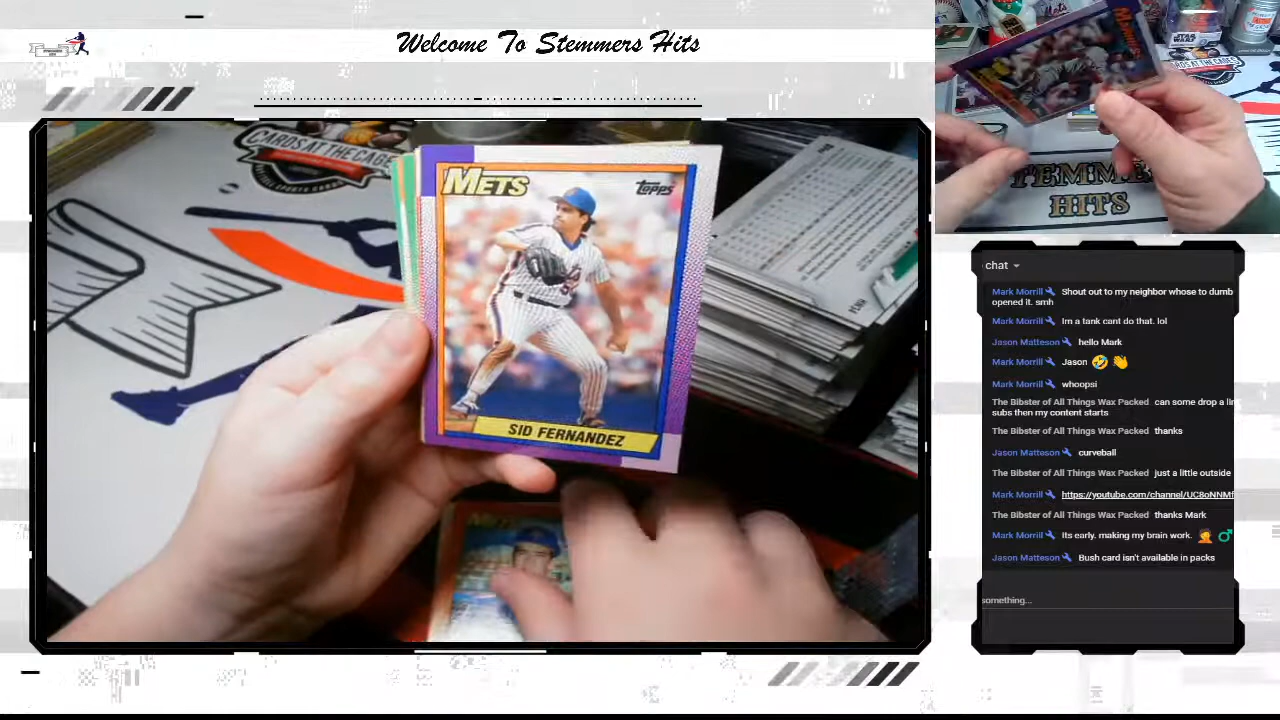 Welcome To Stemmers Hits
CARDS AT THE CAGES
METS
topps
SID FERNANDEZ
METS
STEMME
HITS
chat
Mark Morrill Shout out to my neighbor whose to dumb
opened it. smh
Mark Morrill Im a tank cant do that. lol
Jason Matteson hello Mark
Mark Morrill Jason 🤣 👋
Mark Morrill whoopsi
The Bibster of All Things Wax Packed can some drop a lin
subs then my content starts
The Bibster of All Things Wax Packed thanks
Jason Matteson curveball
The Bibster of All Things Wax Packed just a little outside
Mark Morrill https://youtube.com/channel/UC8oNNMf
The Bibster of All Things Wax Packed thanks Mark
Mark Morrill Its early. making my brain work. 🤦 ♂
Jason Matteson Bush card isn't available in packs
something...